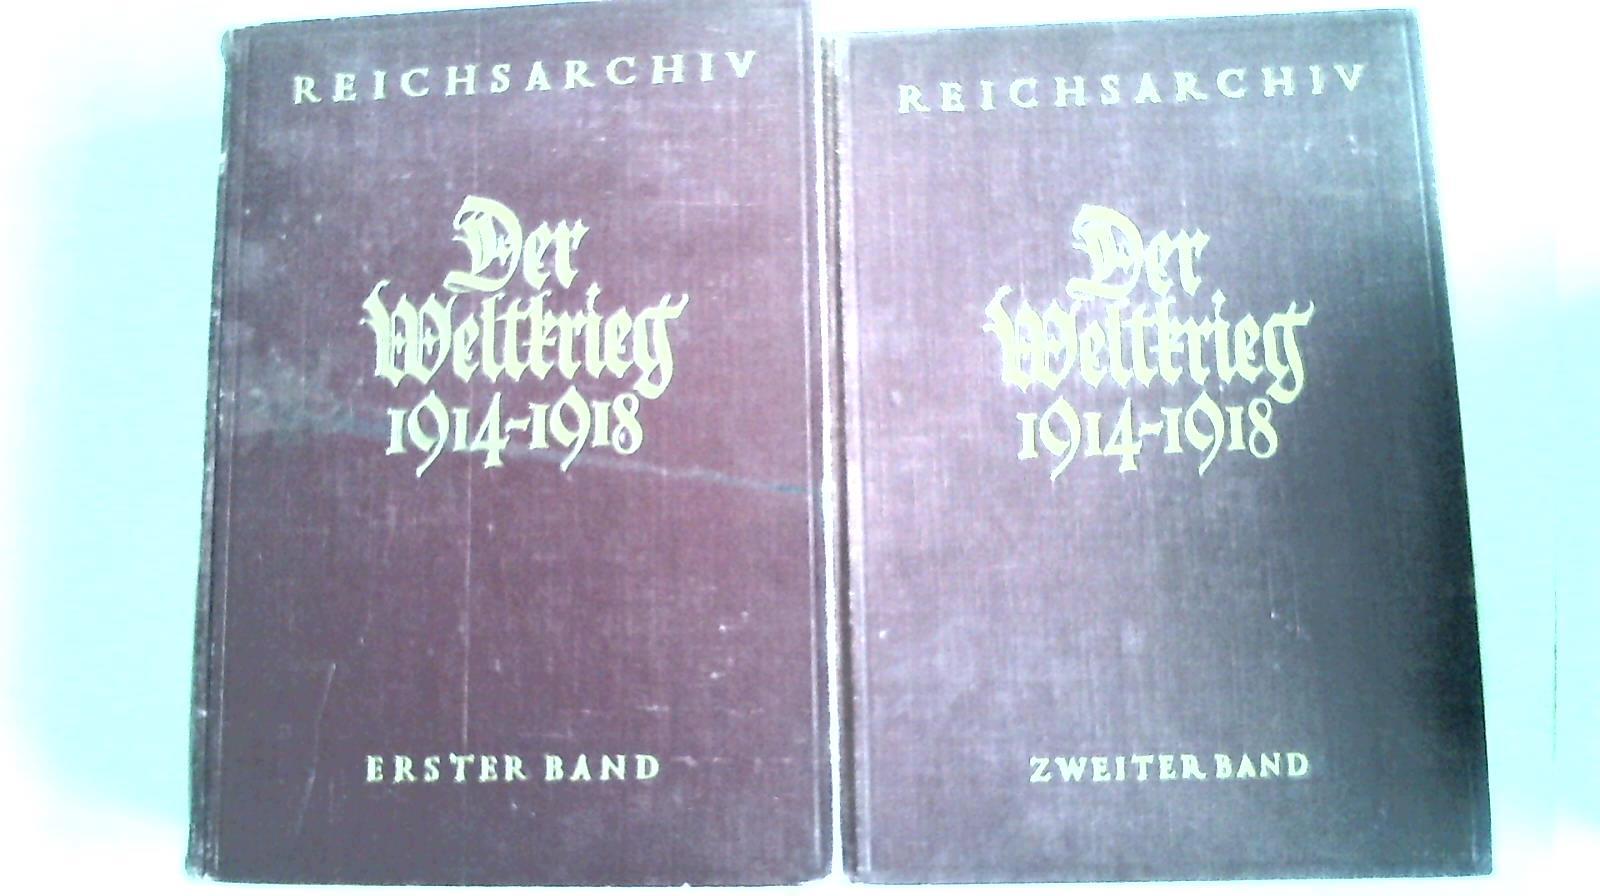 REICHSARCHIV
Der
Weltkrieg
1914-1918
ERSTER BAND
REICHSARCHIV
Der
Weltkrieg
1914-1918
ZWEITER BAND